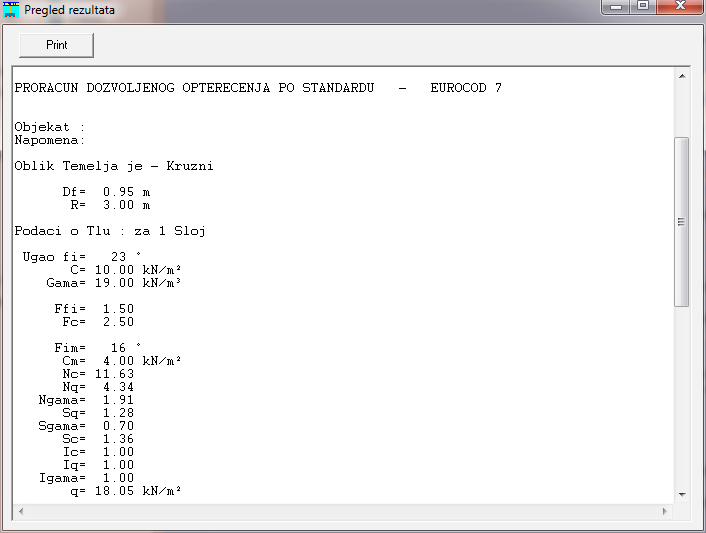 Pregled rezultata
Print
PRORACUN DOZVOLJENOG OPTERECENJA PO STANDARDU - EUROCOD 7
Objekat :
Napomena:
Oblik Temelja je - Kruzni
Df= 0.95 m
R= 3.00 m
Podaci o Tlu : za 1 Sloj
Ugao fi= 23 °
C= 10.00 kN/m²
Gama= 19.00 kN/m³
Ffi= 1.50
Fc= 2.50
Fim= 16 °
Cm= 4.00 kN/m²
Nc= 11.63
Nq= 4.34
Ngama= 1.91
Sq= 1.28
Sgama= 0.70
Sc= 1.36
Ic= 1.00
Iq= 1.00
Igama= 1.00
q= 18.05 kN/m²